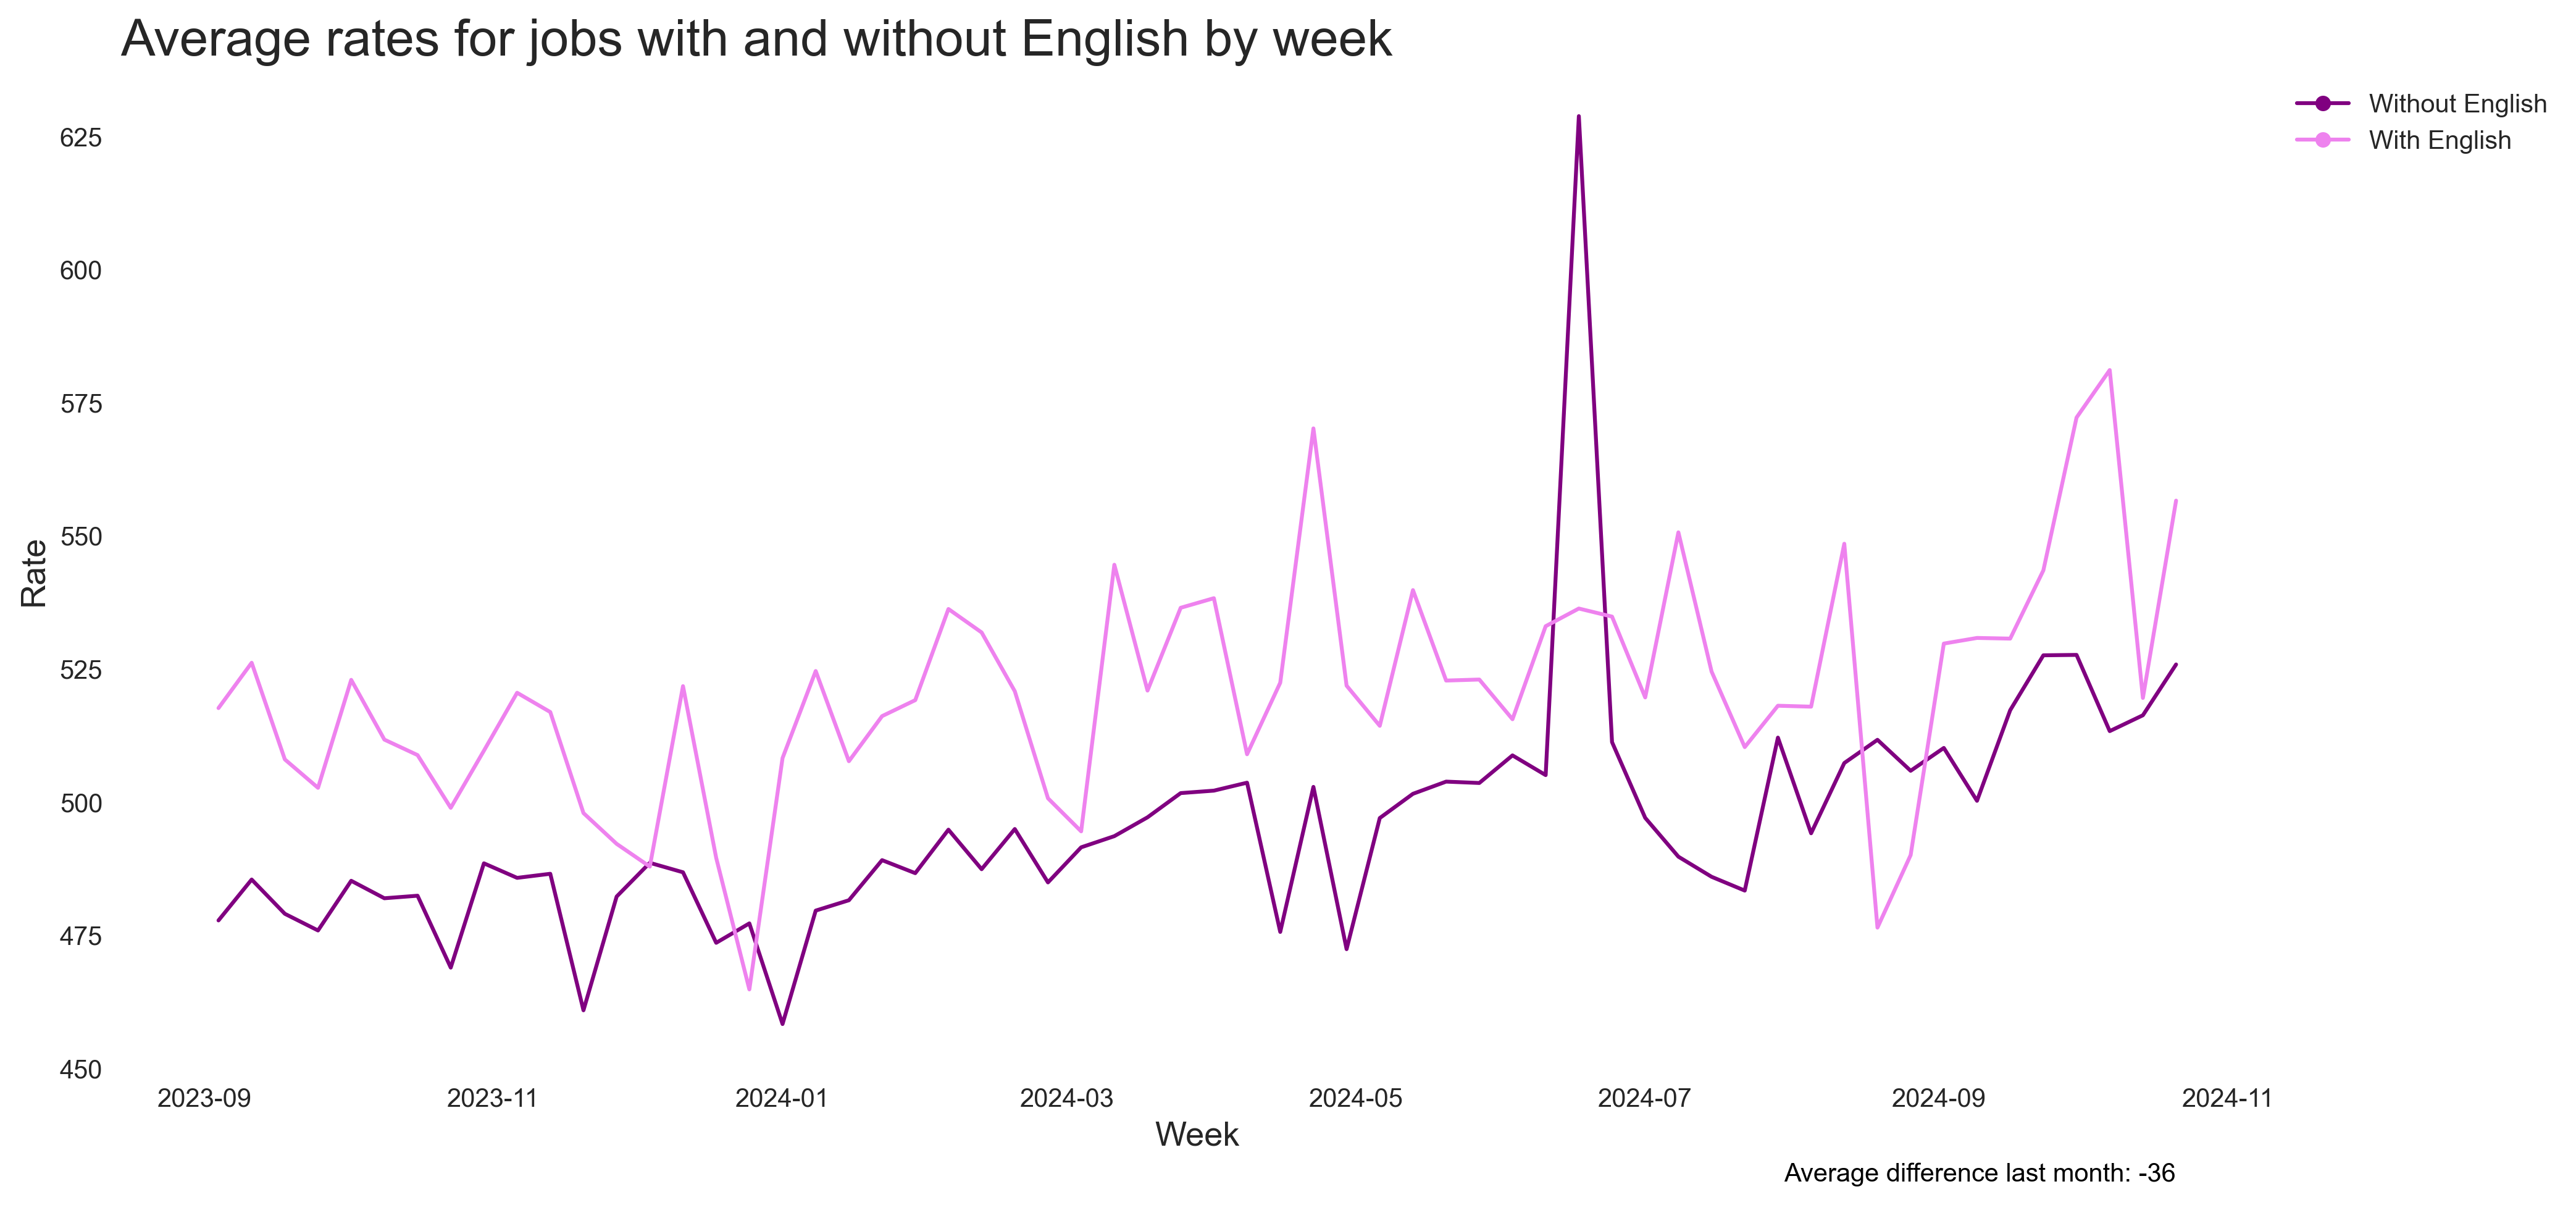 Average rates for jobs with and without English by week
Without English
With English
625
600
575
550
525
500
475
450
Rate
2023-09
2023-11
2024-01
2024-03
2024-05
2024-07
2024-09
2024-11
Week
Average difference last month: -36